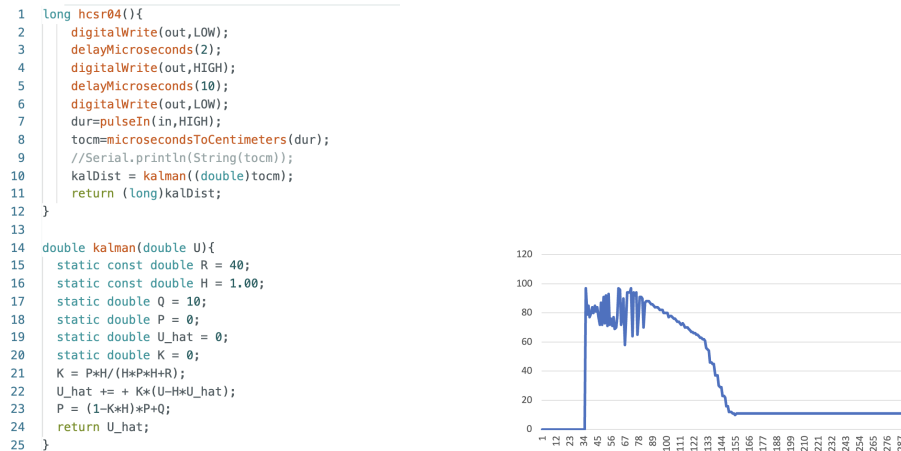 1 long hcsr04(){
2 digitalWrite(out,LOW);
3 delayMicroseconds(2);
4 digitalWrite(out,HIGH);
5 delayMicroseconds(10);
6 digitalWrite(out,LOW);
7 dur=pulseIn(in,HIGH);
8 tocm=microsecondsToCentimeters(dur);
9 //Serial.println(String(tocm));
10 kalDist = kalman((double)tocm);
11 return (long)kalDist;
12 }
13
14 double kalman(double U){
15 static const double R = 40;
16 static const double H = 1.00;
17 static double Q = 10;
18 static double P = 0;
19 static double U_hat = 0;
20 static double K = 0;
21 K = P*H/(H*P*H+R);
22 U_hat += + K*(U-H*U_hat);
23 P = (1-K*H)*P+Q;
24 return U_hat;
25 }
120
100
80
60
40
20
0
1 12 23 34 45 56 67 78 89 100 111 122 133 144 155 166 177 188 199 210 221 232 243 254 265 276